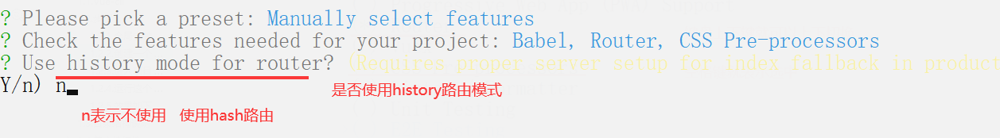 ? Please pick a preset: Manually select features
? Check the features needed for your project: Babel, Router, CSS Pre-processors
? Use history mode for router? (Requires proper server setup for index fallback in product
Y/n) n
是否使用history路由模式
n表示不使用 使用hash路由